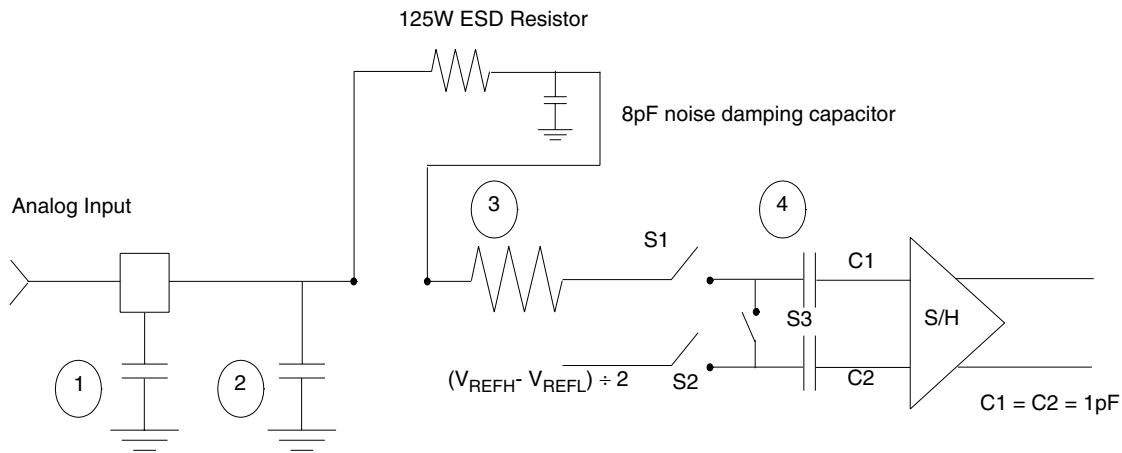 125W ESD Resistor
8pF noise damping capacitor
Analog Input
3
4
S1
C1
S3
S/H
1
2
(VREFH- VREFL) ÷ 2
S2
C2
C1 = C2 = 1pF